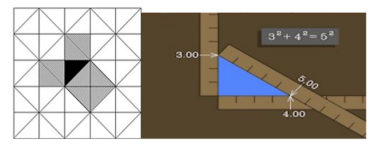 3² + 4² = 5²
3.00
5.00
4.00